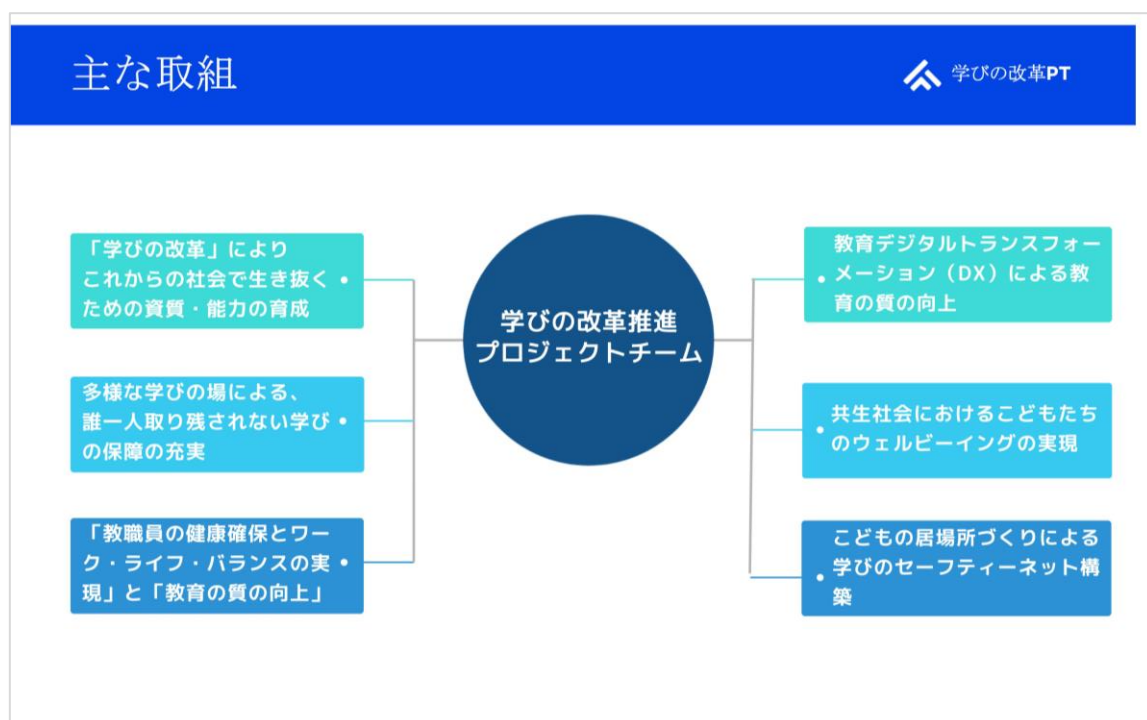 主な取組
学びの改革PT
「学びの改革」により
これからの社会で生き抜く
ための資質・能力の育成
多様な学びの場による、
誰一人取り残されない学び
の保障の充実
「教職員の健康確保とワー
ク・ライフ・バランスの実
現」と「教育の質の向上」
学びの改革推進
プロジェクトチーム
教育デジタルトランスフォー
メーション（DX）による教
育の質の向上
共生社会におけるこどもたち
のウェルビーイングの実現
こどもの居場所づくりによる
学びのセーフティーネット構
築